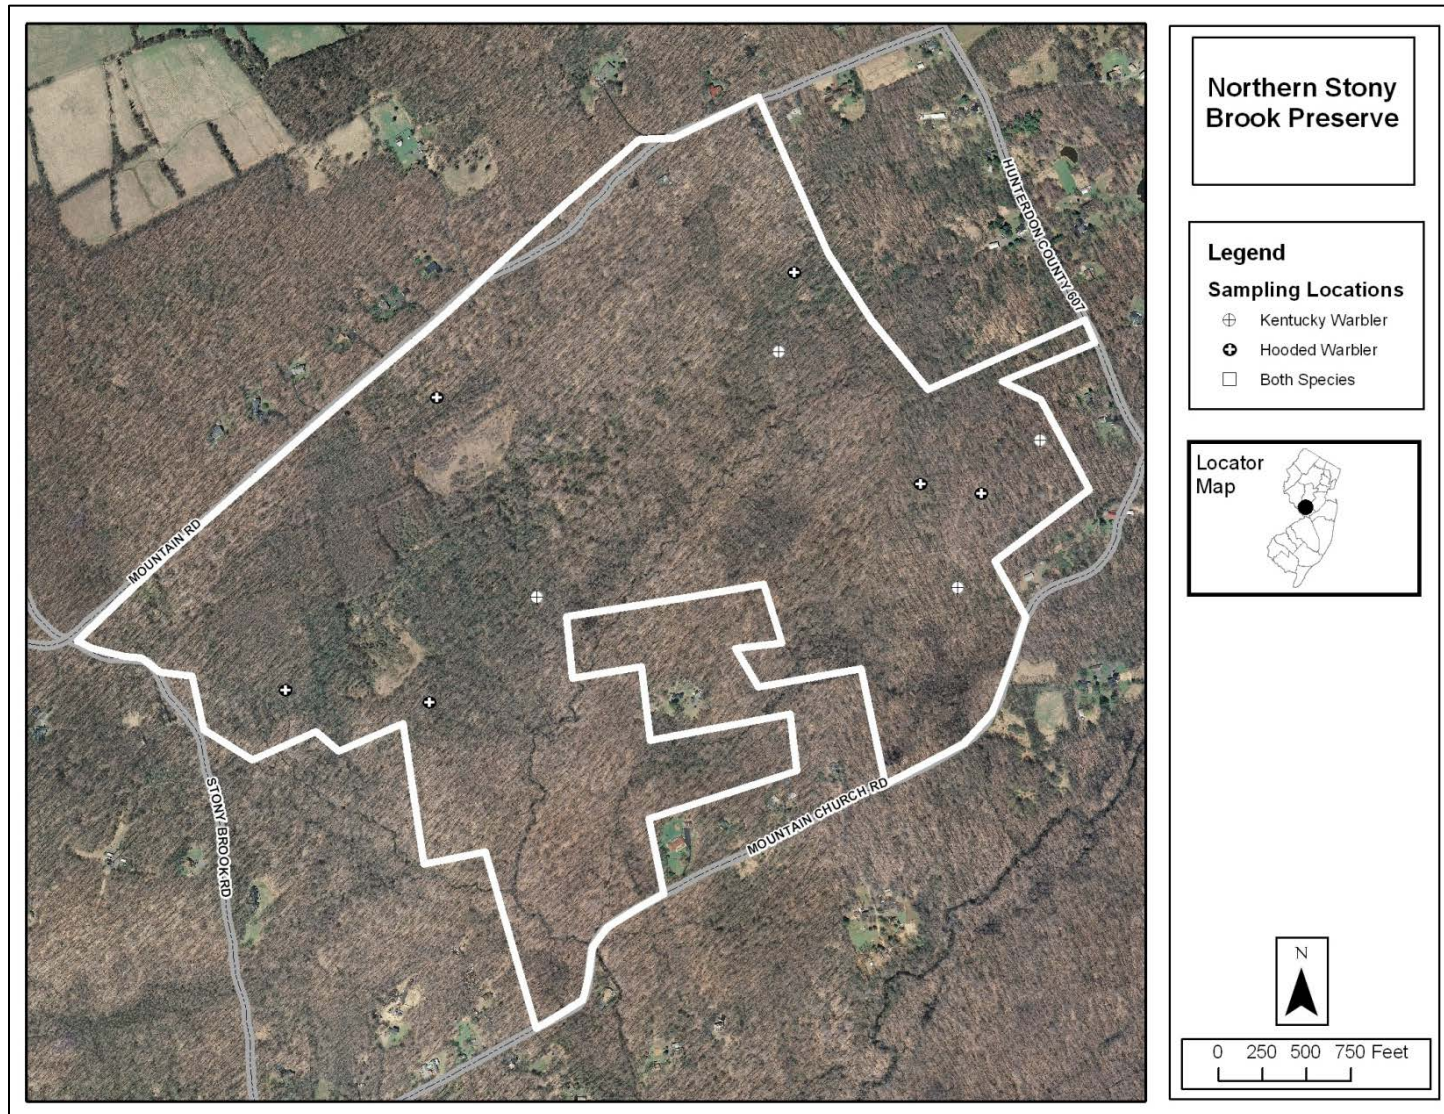 Northern Stony
Brook Preserve
Legend
Sampling Locations
Kentucky Warbler
Hooded Warbler
Both Species
Locator
Map
HUNTERDON COUNTY 607
MOUNTAIN RD
STONY BROOK RD
MOUNTAIN CHURCH RD
N
0 250 500 750 Feet